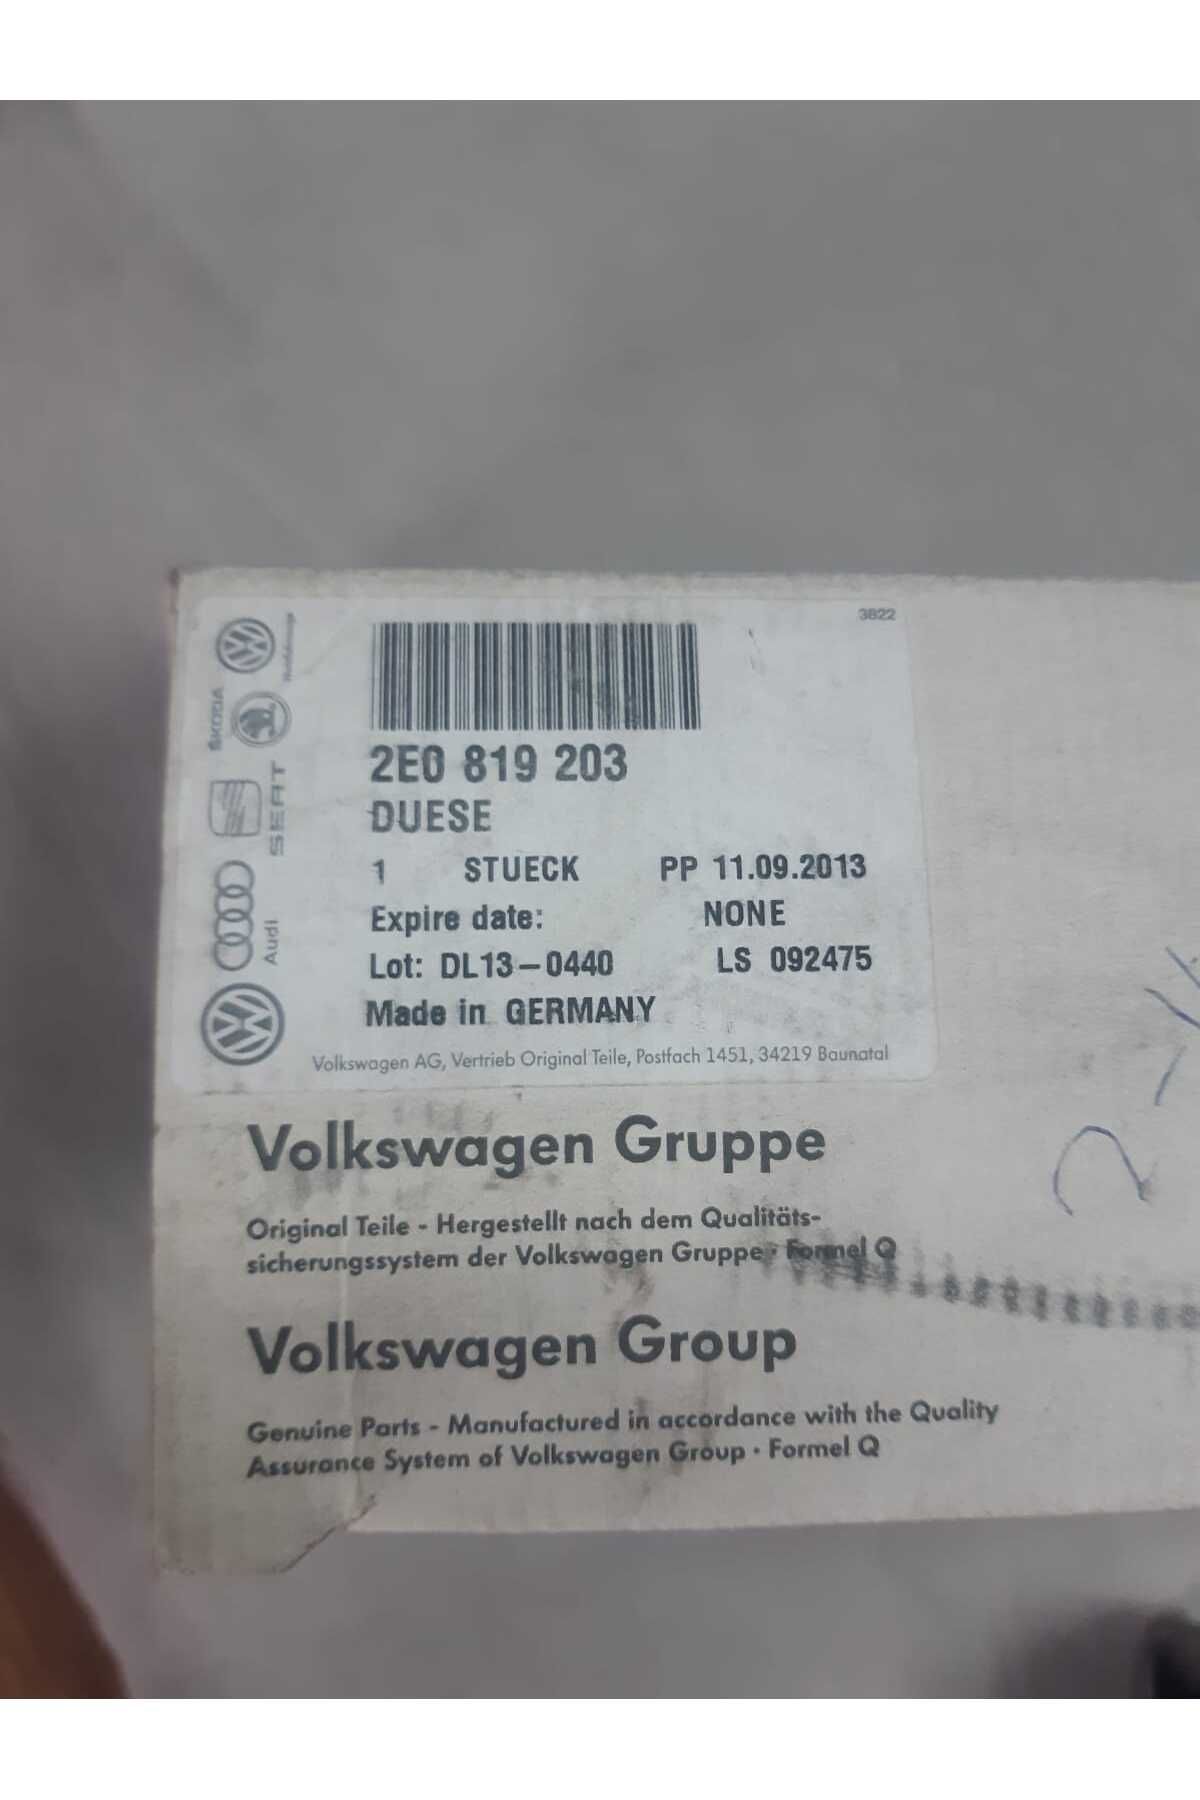 3822
ŠKODA
SEAT
Audi
2E0 819 203
DUESE
1 STUECK PP 11.09.2013
Expire date: NONE
Lot: DL13-0440 LS 092475
Made in GERMANY
Volkswagen AG, Vertrieb Original Teile, Postfach 1451, 34219 Baunatal
Volkswagen Gruppe
Original Teile - Hergestellt nach dem Qualitäts-
sicherungssystem der Volkswagen Gruppe · Formel Q
Volkswagen Group
Genuine Parts - Manufactured in accordance with the Quality
Assurance System of Volkswagen Group · Formel Q